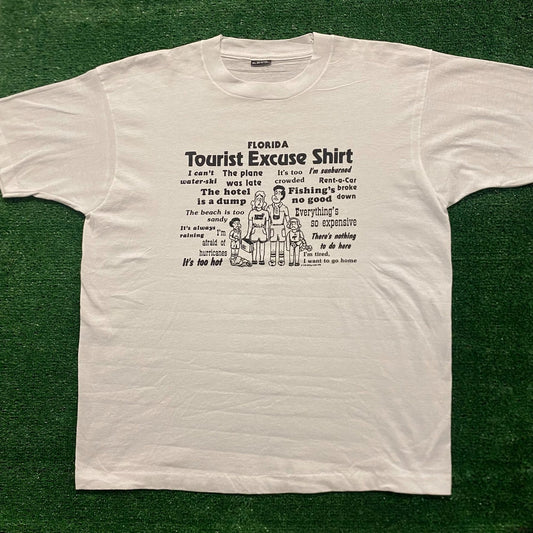 FLORIDA
Tourist Excuse Shirt
I can't
water-ski
The plane
was late
It's too
crowded
I'm sunburned
Rent-a-Car
broke
down
The hotel
is a dump
Fishing's
no good
The beach is too
sandy
Everything's
so expensive
It's always
raining
I'm
afraid of
hurricanes
There's nothing
to do here
It's too hot
I'm tired,
I want to go home